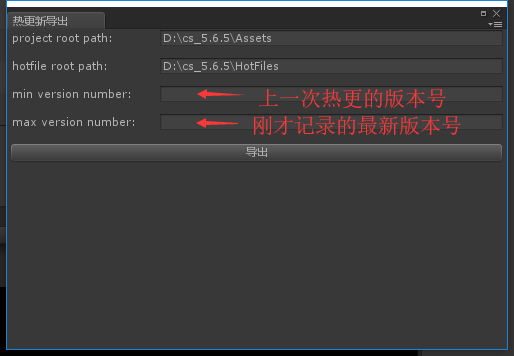 热更新导出
project root path: D:\cs_5.6.5\Assets
hotfile root path: D:\cs_5.6.5\HotFiles
min version number: 上一次热更的版本号
max version number: 刚才记录的最新版本号
导出